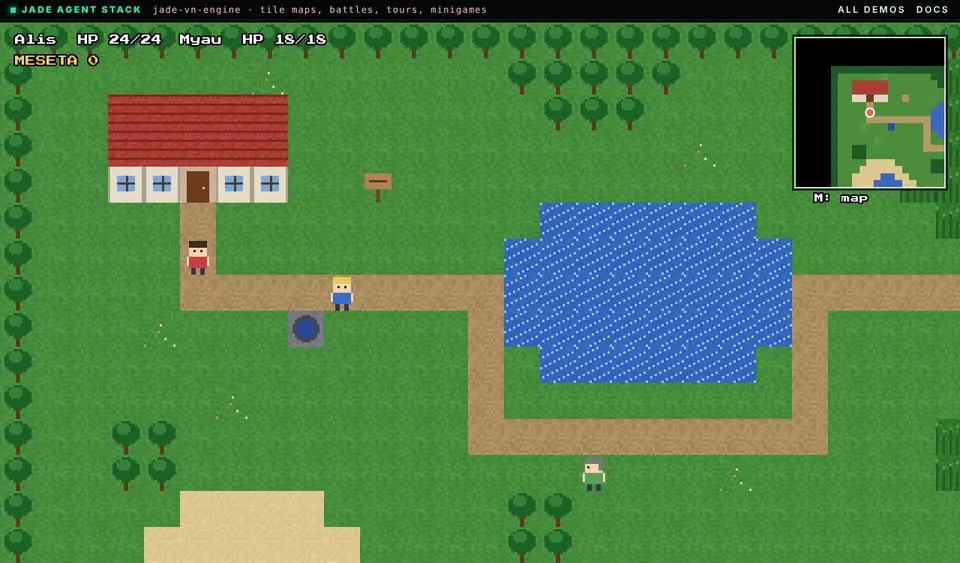 JADE AGENT STACK jade-vn-engine · tile maps, battles, tours, minigames ALL DEMOS DOCS
Alis HP 24/24 Myau HP 18/18
MESETA 0
M: map